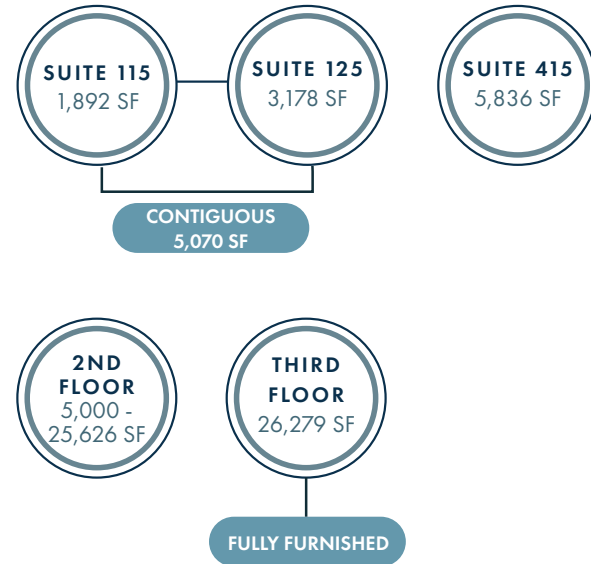 SUITE 115
1,892 SF
SUITE 125
3,178 SF
SUITE 415
5,836 SF
CONTIGUOUS
5,070 SF
2ND
FLOOR
5,000 -
25,626 SF
THIRD
FLOOR
26,279 SF
FULLY FURNISHED